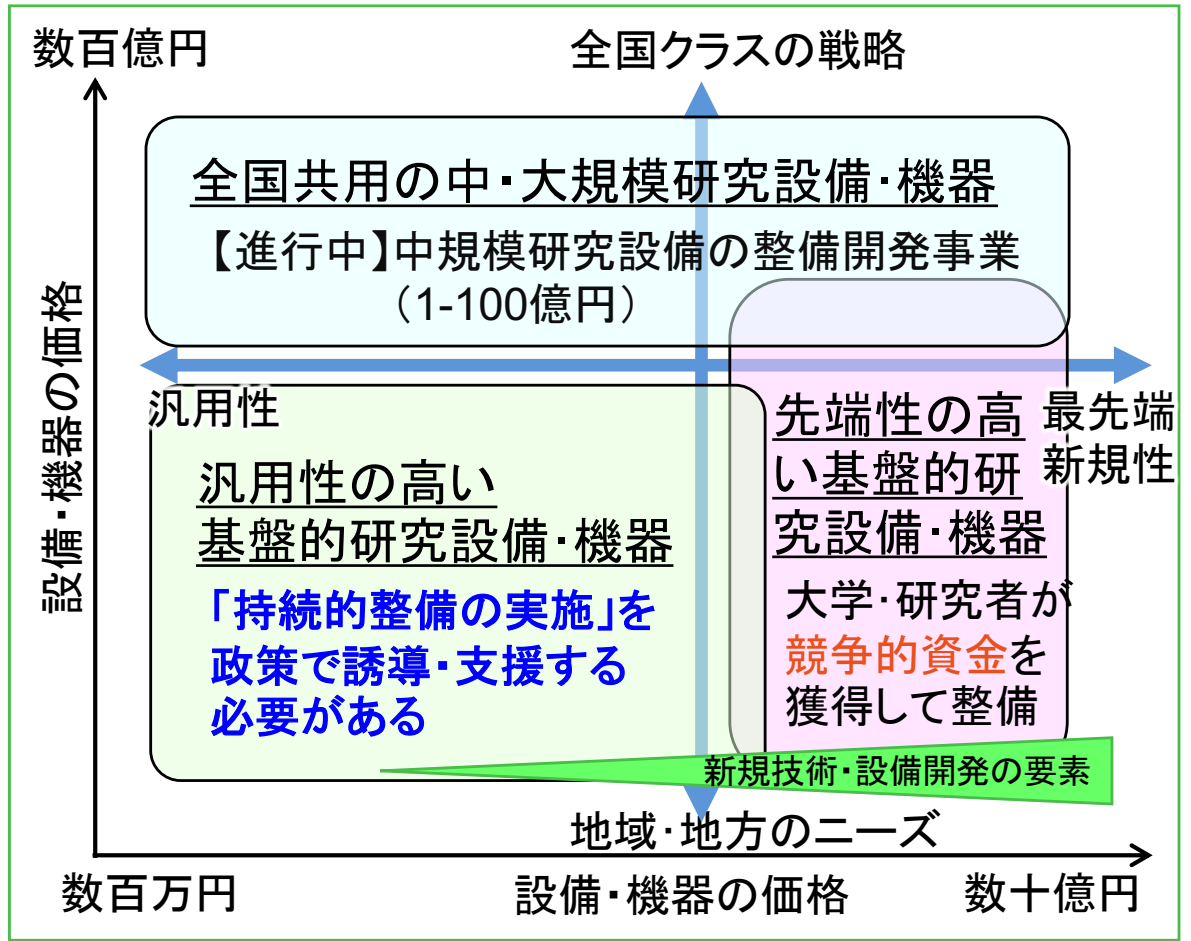 数百億円
全国クラスの戦略
全国共用の中・大規模研究設備・機器
【進行中】中規模研究設備の整備開発事業
（1-100億円）
設備・機器の価格
汎用性
最先端
新規性
汎用性の高い
基盤的研究設備・機器
「持続的整備の実施」を
政策で誘導・支援する
必要がある
先端性の高
い基盤的研
究設備・機器
大学・研究者が
競争的資金を
獲得して整備
新規技術・設備開発の要素
地域・地方のニーズ
数百万円
設備・機器の価格
数十億円